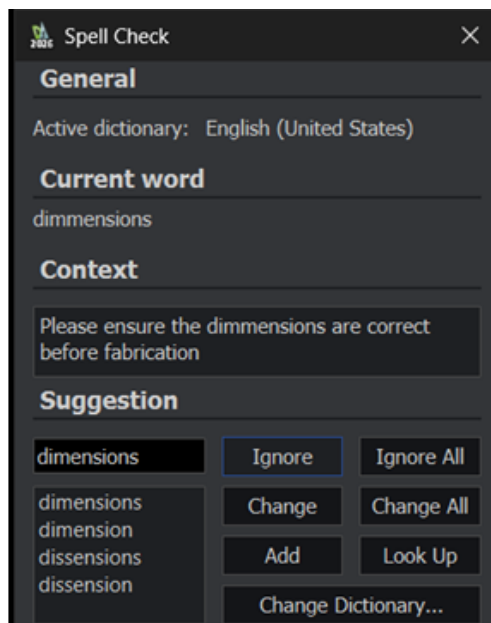 2026 Spell Check
General
Active dictionary: English (United States)
Current word
dimmensions
Context
Please ensure the dimmensions are correct
before fabrication
Suggestion
dimensions Ignore Ignore All
dimensions Change Change All
dimension
dissensions Add Look Up
dissension
Change Dictionary...